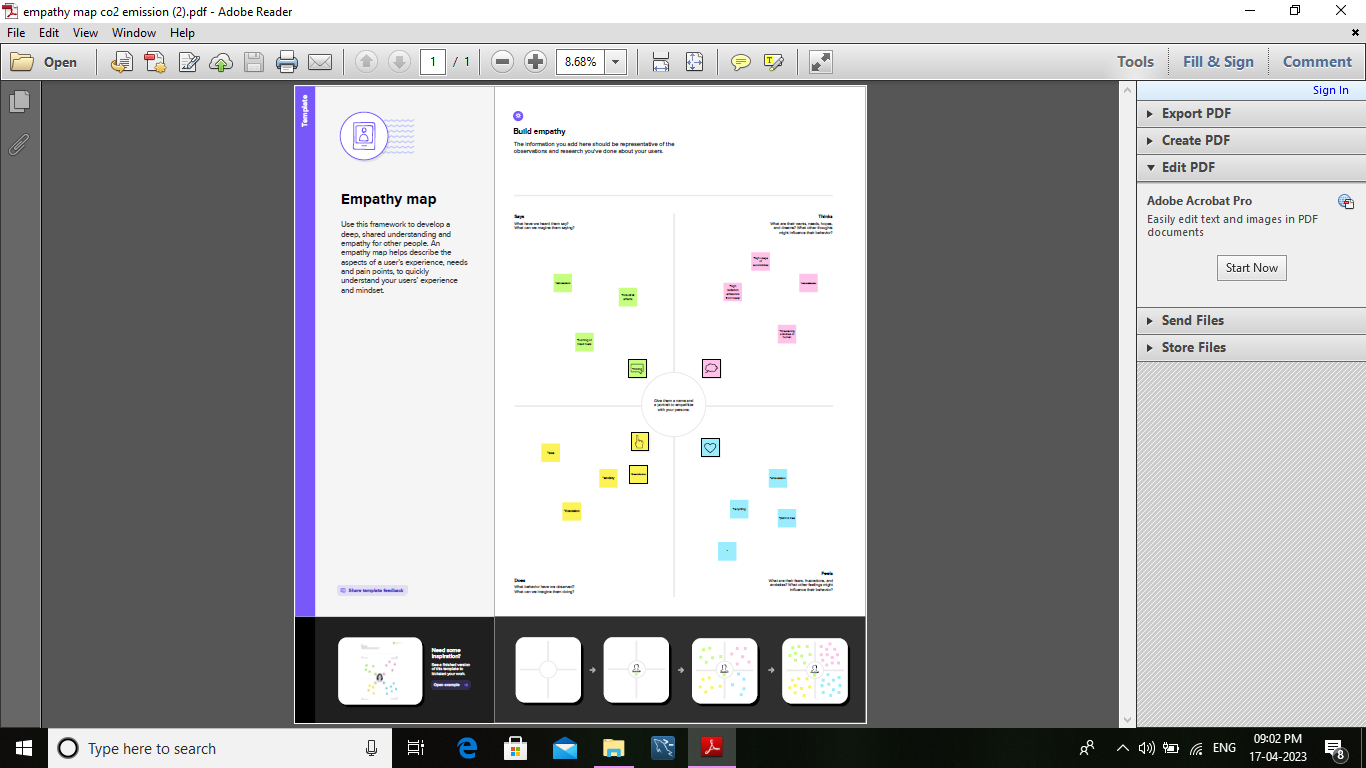 empathy map co2 emission (2).pdf - Adobe Reader
File Edit View Window Help
Open
1 / 1
8.68%
Tools Fill & Sign Comment
Sign In
Export PDF
Create PDF
Edit PDF
Adobe Acrobat Pro
Easily edit text and images in PDF
documents
Start Now
Send Files
Store Files
Template
Empathy map
Use this framework to develop a
deep, shared understanding and
empathy for other people. An
empathy map helps describe the
aspects of a user's experience, needs
and pain points, to quickly
understand your users' experience
and mindset.
Share template feedback
Build empathy
The information you add here should be representative of the
observations and research you've done about your users.
Says
What have we heard them say?
What can we imagine them saying?
Thinks
What are their wants, needs, hopes,
and dreams? What other thoughts
might influence their behavior?
Give them a name and
a portrait to empathize
with your persona.
Does
What behavior have we observed?
What can we imagine them doing?
Feels
What are their fears, frustrations, and
anxieties? What other feelings might
influence their behavior?
Need some
inspiration?
See a finished version
of this template to
kickstart your work.
Open example
Type here to search
ENG
09:02 PM
17-04-2023
8